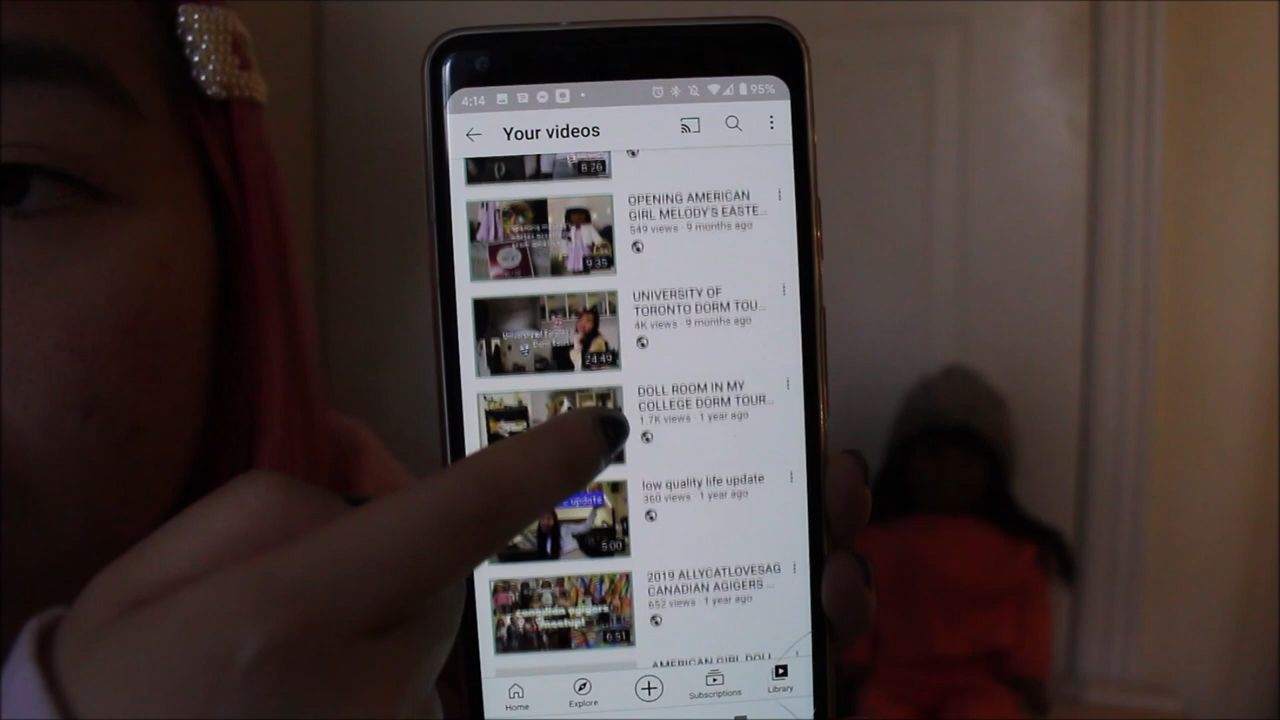 4:14
95%
Your videos
8:26
OPENING AMERICAN
GIRL MELODY'S EASTE...
549 views · 9 months ago
9:35
UNIVERSITY OF
TORONTO DORM TOU...
4K views · 9 months ago
24:49
DOLL ROOM IN MY
COLLEGE DORM TOUR...
1.7K views · 1 year ago
low quality life update
360 views · 1 year ago
update
5:00
2019 ALLYCATLOVESAG
CANADIAN AGIGERS ...
652 views · 1 year ago
canadian agigers
meetup!
6:51
AMERICAN GIRL DOLL
Home
Explore
Subscriptions
Library